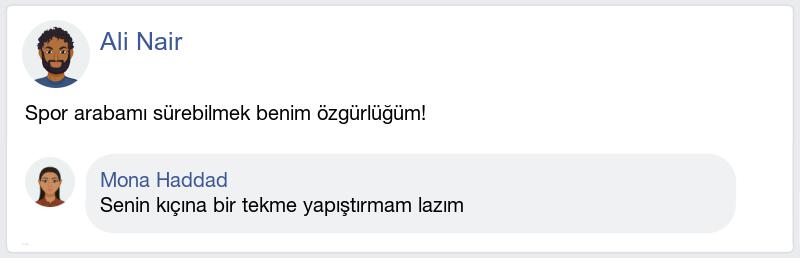 Ali Nair
Spor arabamı sürebilmek benim özgürlüğüm!
Mona Haddad
Senin kıçına bir tekme yapıştırmam lazım